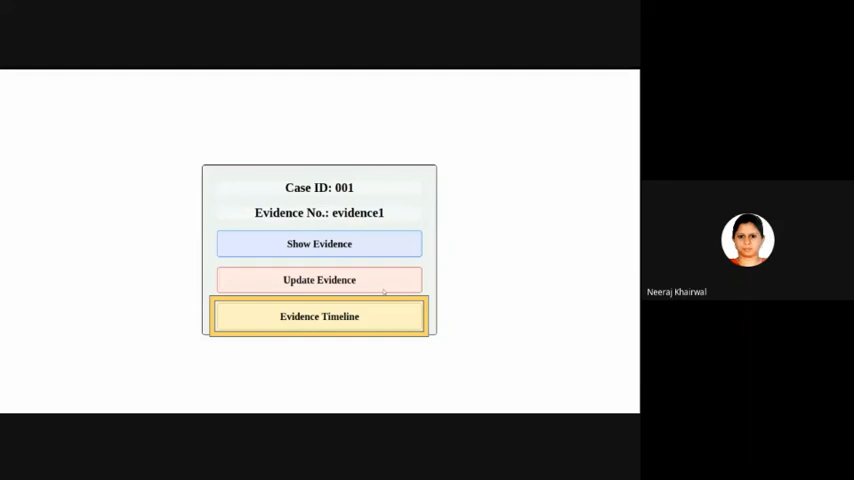 Case ID: 001
Evidence No.: evidence1
Show Evidence
Update Evidence
Evidence Timeline
Neeraj Khairwal